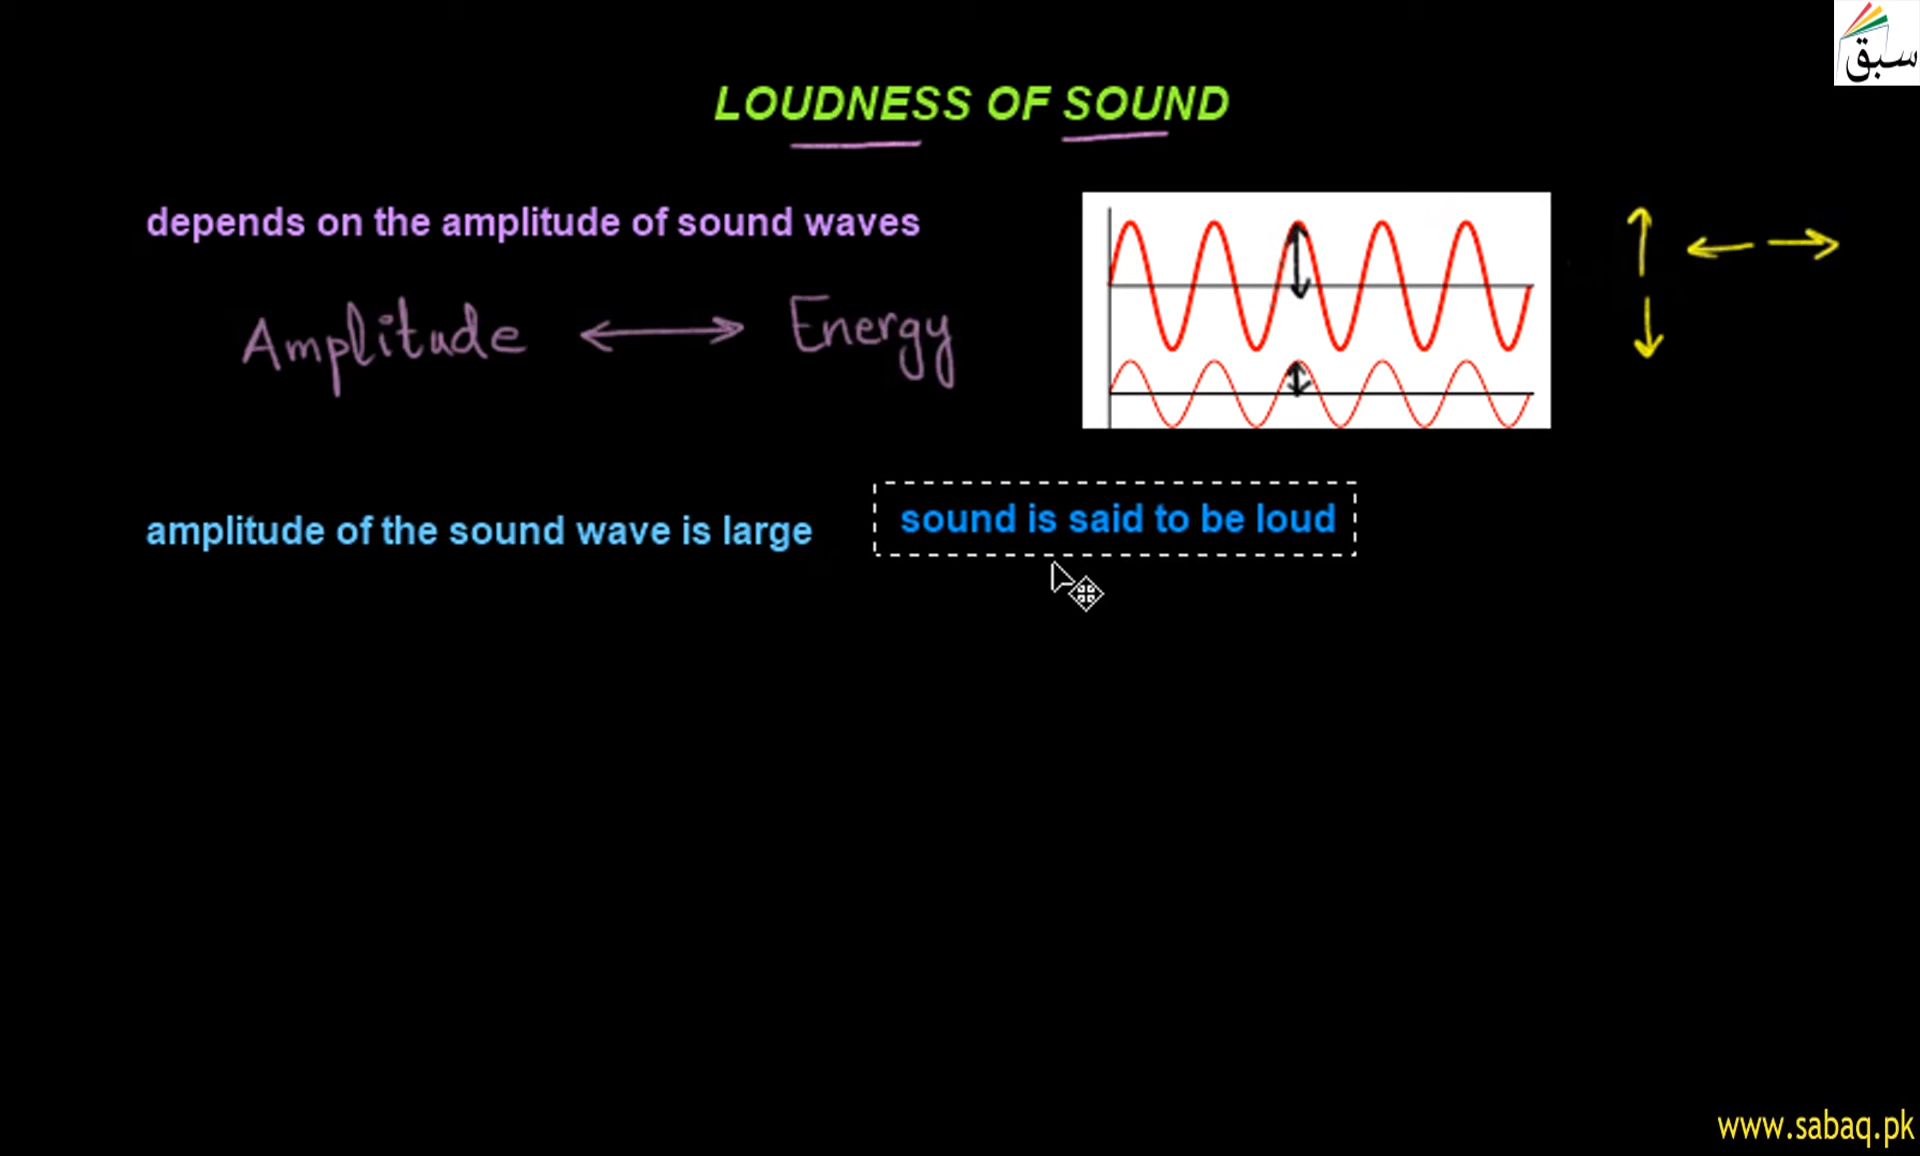 سبق
LOUDNESS OF SOUND
depends on the amplitude of sound waves
Amplitude ⟷ Energy
amplitude of the sound wave is large
sound is said to be loud
www.sabaq.pk